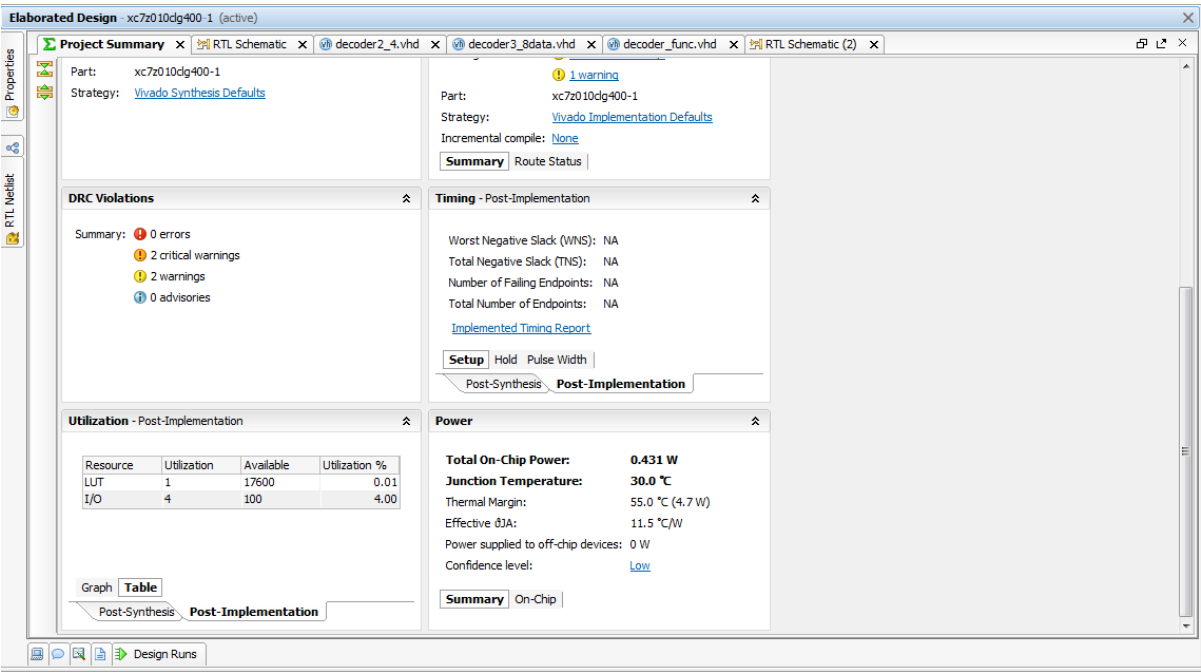 Elaborated Design - xc7z010clg400-1 (active)
Project Summary RTL Schematic decoder2_4.vhd decoder3_8data.vhd decoder_func.vhd RTL Schematic (2)
Properties
RTL Netlist
Part: xc7z010clg400-1
Strategy: Vivado Synthesis Defaults
1 warning
Part: xc7z010clg400-1
Strategy: Vivado Implementation Defaults
Incremental compile: None
Summary Route Status
DRC Violations
Summary: 0 errors
2 critical warnings
2 warnings
0 advisories
Timing - Post-Implementation
Worst Negative Slack (WNS): NA
Total Negative Slack (TNS): NA
Number of Failing Endpoints: NA
Total Number of Endpoints: NA
Implemented Timing Report
Setup Hold Pulse Width
Post-Synthesis Post-Implementation
Utilization - Post-Implementation
Resource Utilization Available Utilization %
LUT 1 17600 0.01
I/O 4 100 4.00
Graph Table
Post-Synthesis Post-Implementation
Power
Total On-Chip Power: 0.431 W
Junction Temperature: 30.0 °C
Thermal Margin: 55.0 °C (4.7 W)
Effective ϑJA: 11.5 °C/W
Power supplied to off-chip devices: 0 W
Confidence level: Low
Summary On-Chip
Design Runs